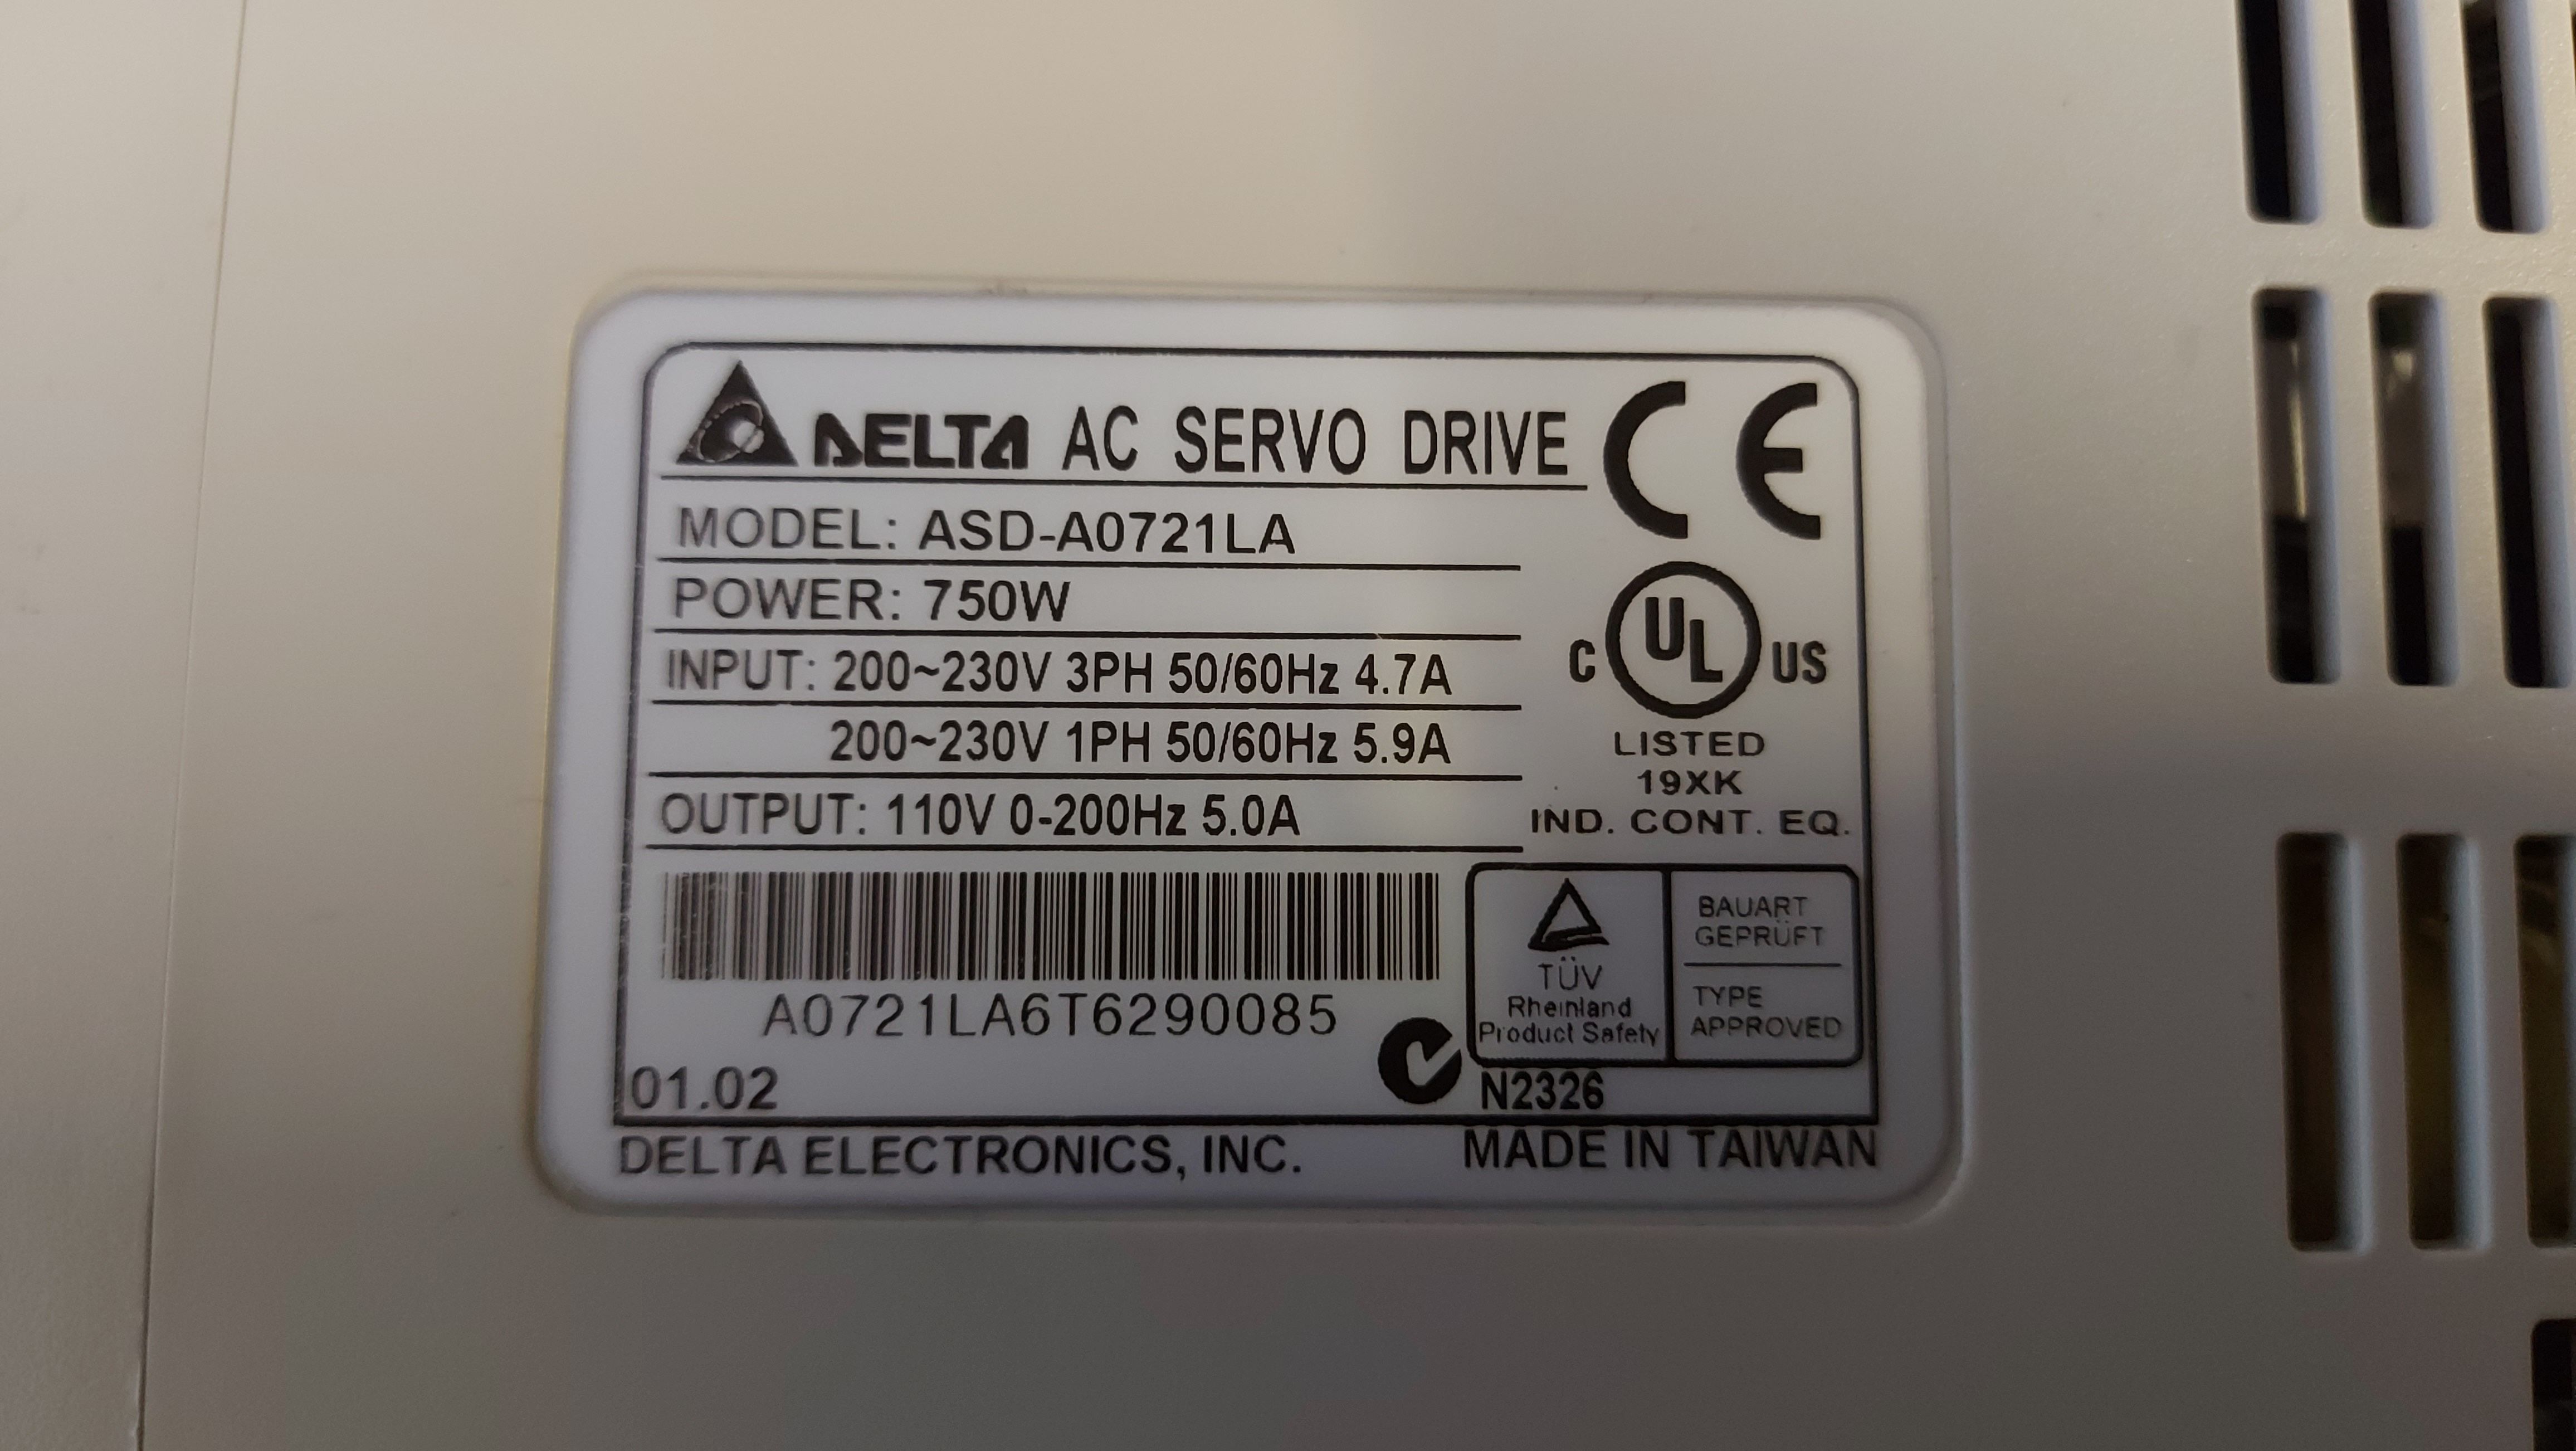 DELTA AC SERVO DRIVE
CE
MODEL: ASD-A0721LA
POWER: 750W
INPUT: 200~230V 3PH 50/60Hz 4.7A
200~230V 1PH 50/60Hz 5.9A
OUTPUT: 110V 0-200Hz 5.0A
C UL US
LISTED
19XK
IND. CONT. EQ.
A0721LA6T6290085
01.02
TÜV
Rheinland
Product Safety
BAUART
GEPRÜFT
TYPE
APPROVED
N2326
DELTA ELECTRONICS, INC.
MADE IN TAIWAN